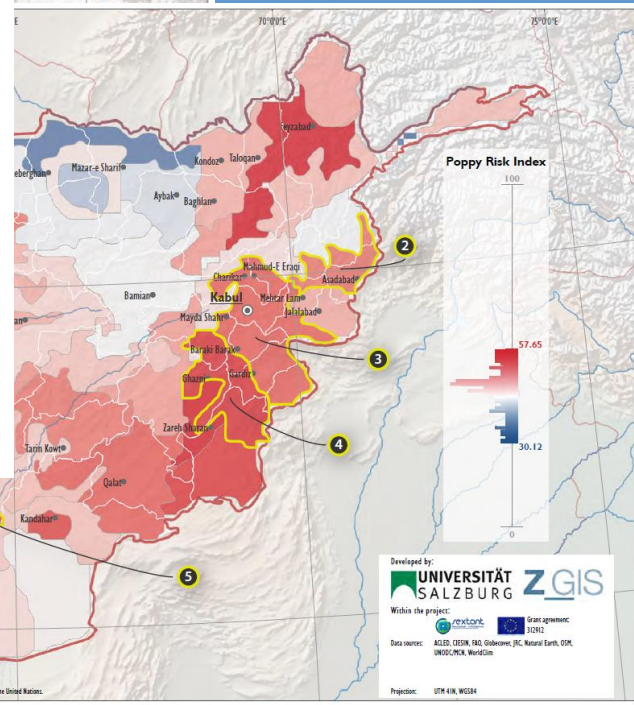 E
70°0'0"E
75°0'0"E
Feyzabad
eberghan
Mazar-e Sharif
Kondoz
Taloqan
Aybak
Baghlan
Poppy Risk Index
100
2
Mahmud-E Eraqi
Charikar
Asadabad
Bamian
Kabul
Mehtar Lam
an
Mayda Shahr
Jalalabad
57.65
Baraki Barak
3
Ghazni
Gardiz
Zareh Sharan
4
30.12
Tarin Kowt
Qalat
Kandahar
0
5
Developed by:
UNIVERSITÄT
SALZBURG
Z_GIS
Within the project:
sextant
Grant agreement:
312912
Data sources: ACLED, CIESIN, FAO, Globecover, JRC, Natural Earth, OSM,
UNODC/MCN, WorldClim
Projection: UTM 41N, WGS84
he United Nations.